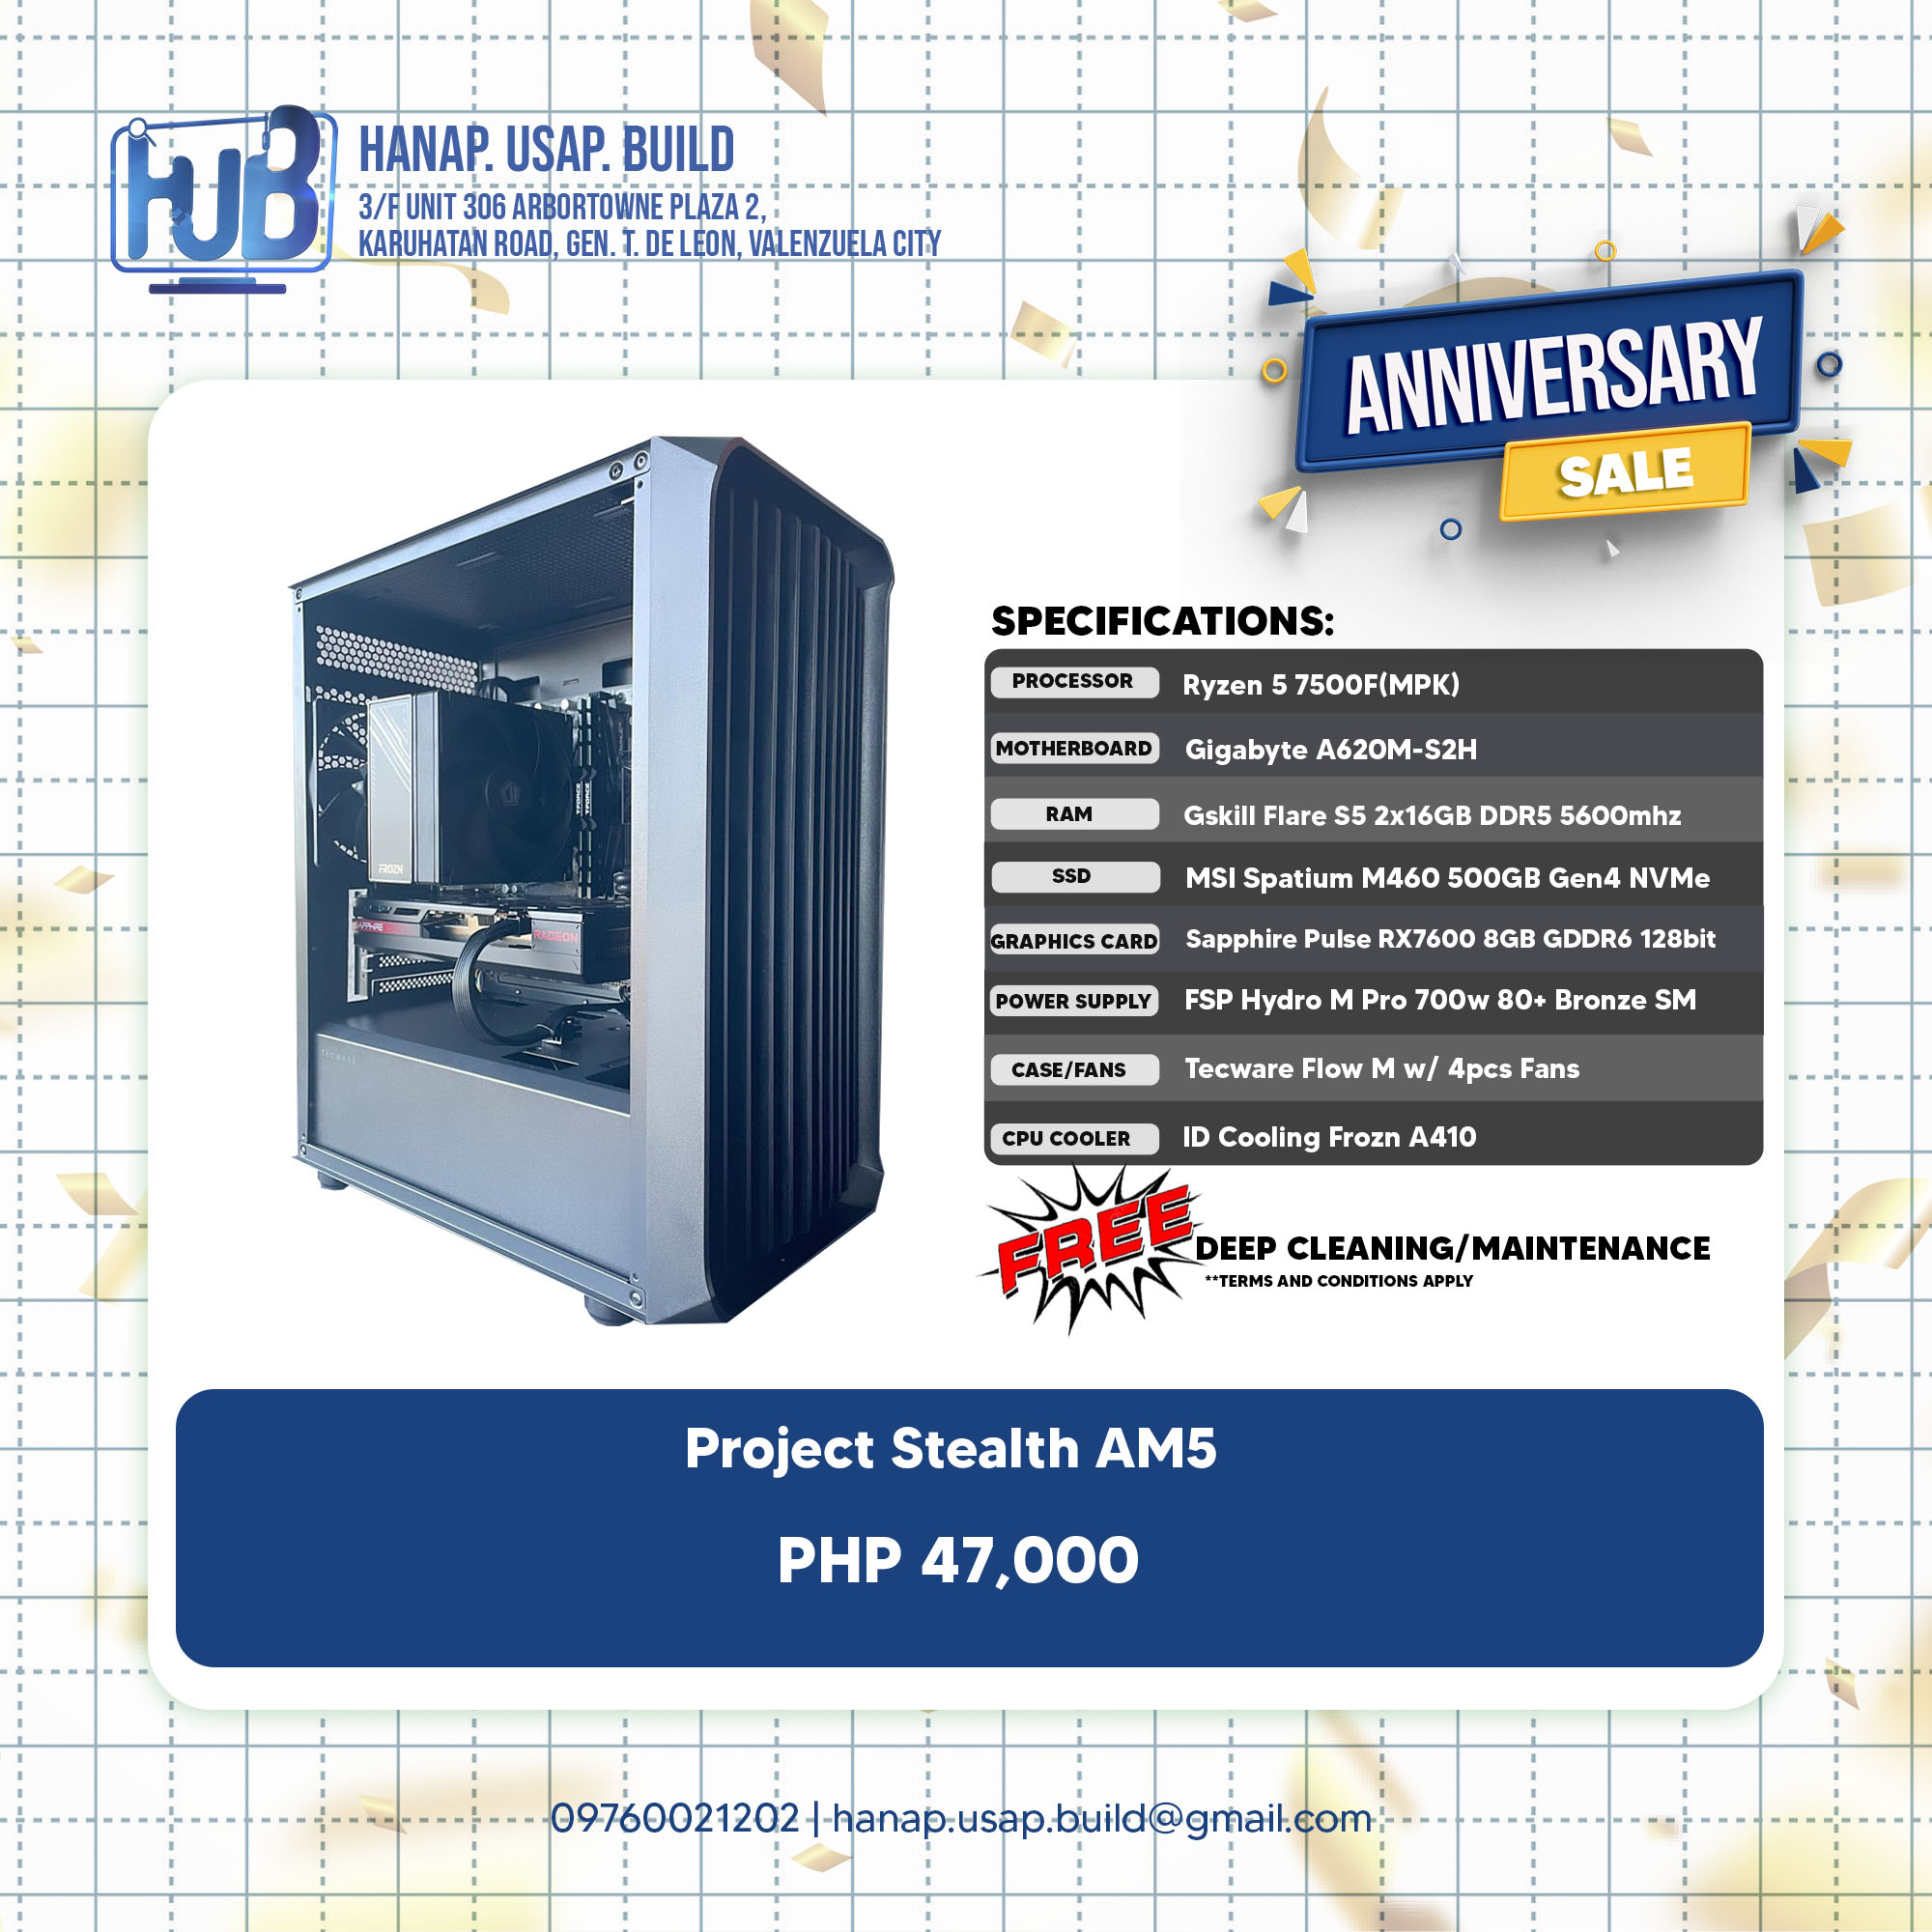 HUB
HANAP. USAP. BUILD
3/F UNIT 306 ARBORTOWNE PLAZA 2,
KARUHATAN ROAD, GEN. T. DE LEON, VALENZUELA CITY
ANNIVERSARY
SALE
SPECIFICATIONS:
PROCESSOR Ryzen 5 7500F(MPK)
MOTHERBOARD Gigabyte A620M-S2H
RAM Gskill Flare S5 2x16GB DDR5 5600mhz
SSD MSI Spatium M460 500GB Gen4 NVMe
GRAPHICS CARD Sapphire Pulse RX7600 8GB GDDR6 128bit
POWER SUPPLY FSP Hydro M Pro 700w 80+ Bronze SM
CASE/FANS Tecware Flow M w/ 4pcs Fans
CPU COOLER ID Cooling Frozn A410
TFORCE
TFORCE
FROZN
SAPPHIRE
RADEON
TECWARE
FREE
DEEP CLEANING/MAINTENANCE
**TERMS AND CONDITIONS APPLY
Project Stealth AM5
PHP 47,000
09760021202 | hanap.usap.build@gmail.com